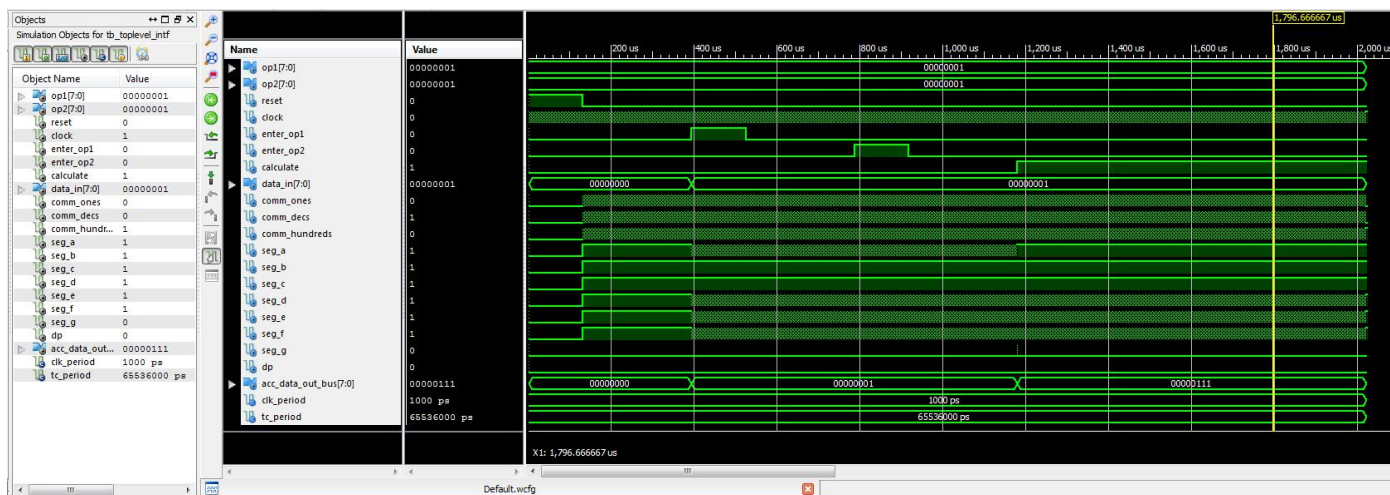 Objects
Simulation Objects for tb_toplevel_intf
Object Name Value
op1[7:0] 00000001
op2[7:0] 00000001
reset 0
clock 1
enter_op1 0
enter_op2 0
calculate 1
data_in[7:0] 00000001
comm_ones 0
comm_decs 0
comm_hundr... 1
seg_a 1
seg_b 1
seg_c 1
seg_d 1
seg_e 1
seg_f 1
seg_g 0
dp 0
acc_data_out... 00000111
clk_period 1000 ps
tc_period 65536000 ps
1,796.666667 us
Name Value
200 us 400 us 600 us 800 us 1,000 us 1,200 us 1,400 us 1,600 us 1,800 us 2,000 u
op1[7:0] 00000001 00000001
op2[7:0] 00000001 00000001
reset 0
clock 0
enter_op1 0
enter_op2 0
calculate 1
data_in[7:0] 00000001 00000000 00000001
comm_ones 0
comm_decs 1
comm_hundreds 0
seg_a 1
seg_b 1
seg_c 1
seg_d 1
seg_e 1
seg_f 1
seg_g 0
dp 0
acc_data_out_bus[7:0] 00000111 00000000 00000001 00000111
clk_period 1000 ps 1000 ps
tc_period 65536000 ps 65536000 ps
X1: 1,796.666667 us
Default.wcfg